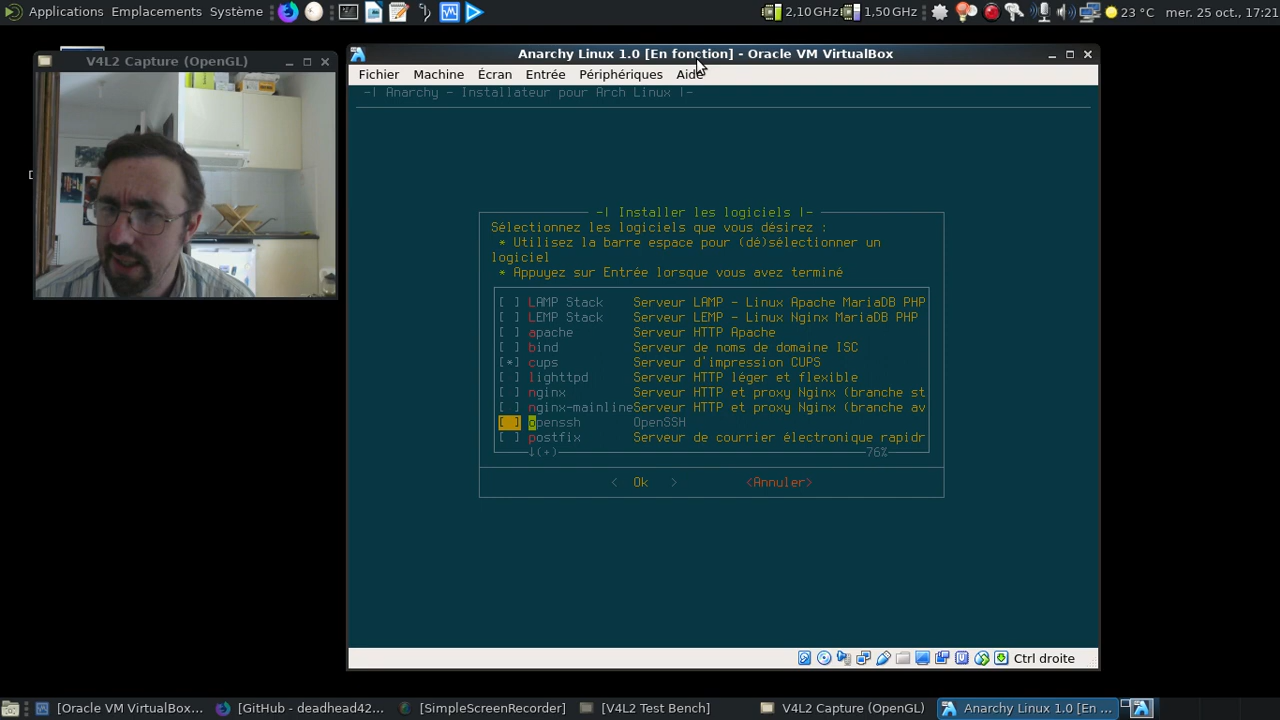 Applications Emplacements Système 2,10 GHz 1,50 GHz 23 °C mer. 25 oct., 17:21
V4L2 Capture (OpenGL)
Anarchy Linux 1.0 [En fonction] - Oracle VM VirtualBox
Fichier Machine Écran Entrée Périphériques Aide
-| Anarchy - Installateur pour Arch Linux |-
-| Installer les logiciels |-
Sélectionnez les logiciels que vous désirez :
* Utilisez la barre espace pour (dé)sélectionner un
logiciel
* Appuyez sur Entrée lorsque vous avez terminé
[ ] LAMP Stack Serveur LAMP - Linux Apache MariaDB PHP
[ ] LEMP Stack Serveur LEMP - Linux Nginx MariaDB PHP
[ ] apache Serveur HTTP Apache
[ ] bind Serveur de noms de domaine ISC
[*] cups Serveur d'impression CUPS
[ ] lighttpd Serveur HTTP léger et flexible
[ ] nginx Serveur HTTP et proxy Nginx (branche st
[ ] nginx-mainline Serveur HTTP et proxy Nginx (branche av
[ ] openssh OpenSSH
[ ] postfix Serveur de courrier électronique rapidr
↓(+) 76%
< Ok > <Annuler>
Ctrl droite
[Oracle VM VirtualBox... [GitHub - deadhead42... [SimpleScreenRecorder] [V4L2 Test Bench] V4L2 Capture (OpenGL) Anarchy Linux 1.0 [En ...